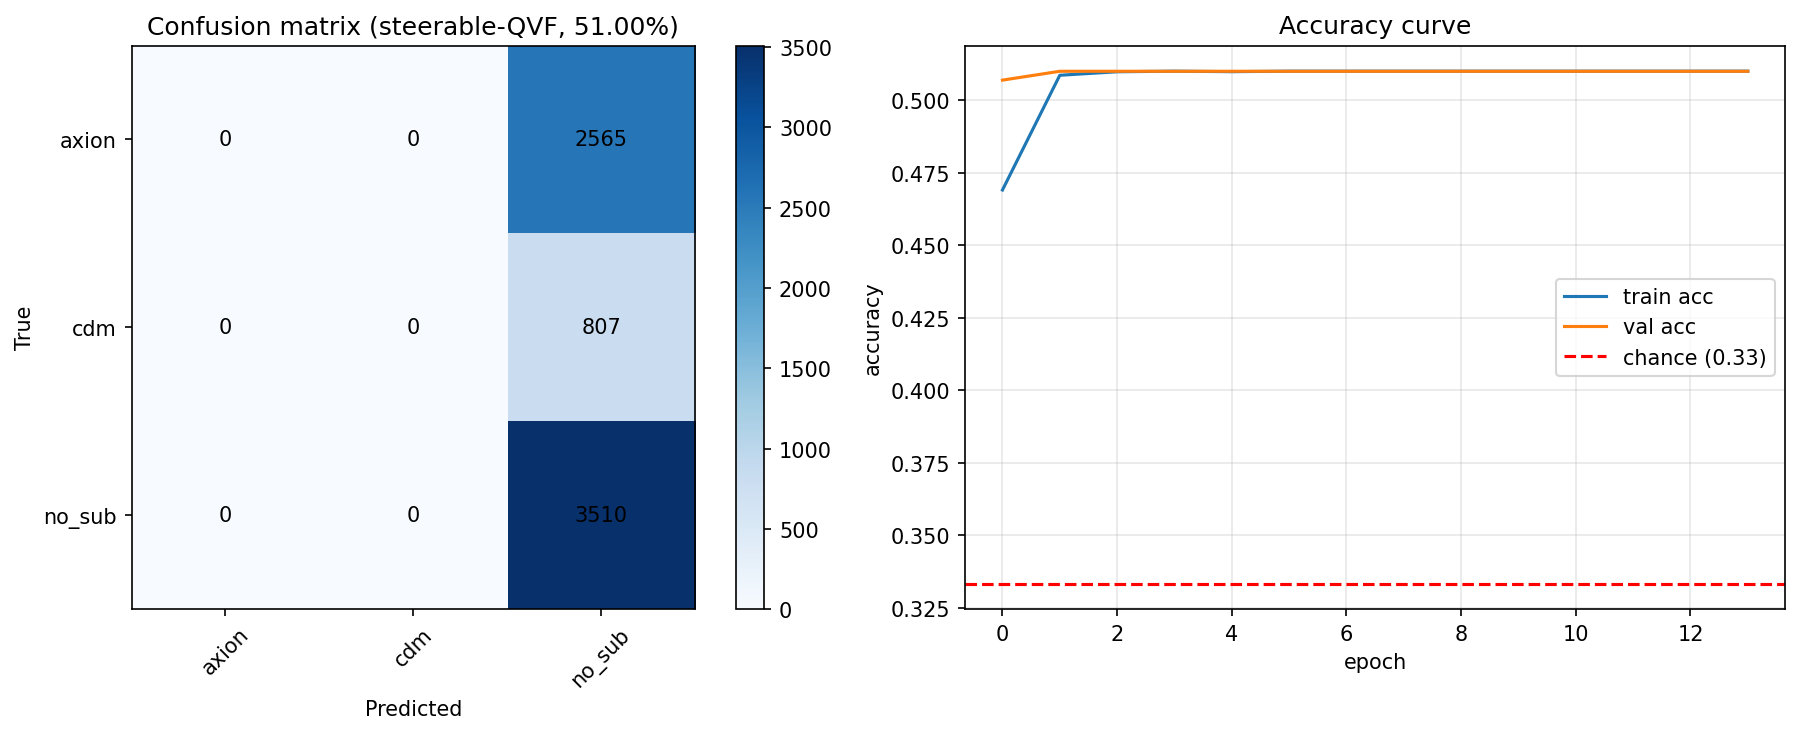 Confusion matrix (steerable-QVF, 51.00%)
True
axion
cdm
no_sub
0 0 2565
0 0 807
0 0 3510
axion
cdm
no_sub
Predicted
3500
3000
2500
2000
1500
1000
500
0
Accuracy curve
accuracy
0.500
0.475
0.450
0.425
0.400
0.375
0.350
0.325
train acc
val acc
chance (0.33)
0 2 4 6 8 10 12
epoch